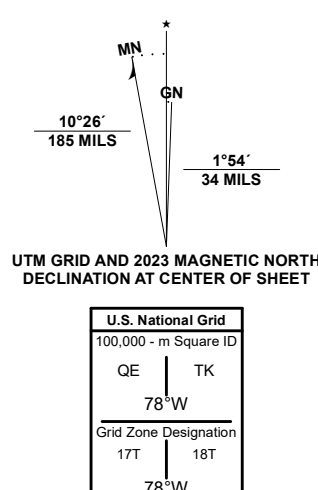 ★
MN
GN
10°26´
185 MILS
1°54´
34 MILS
UTM GRID AND 2023 MAGNETIC NORTH
DECLINATION AT CENTER OF SHEET
U.S. National Grid
100,000 - m Square ID
QE TK
78°W
Grid Zone Designation
17T 18T
78°W